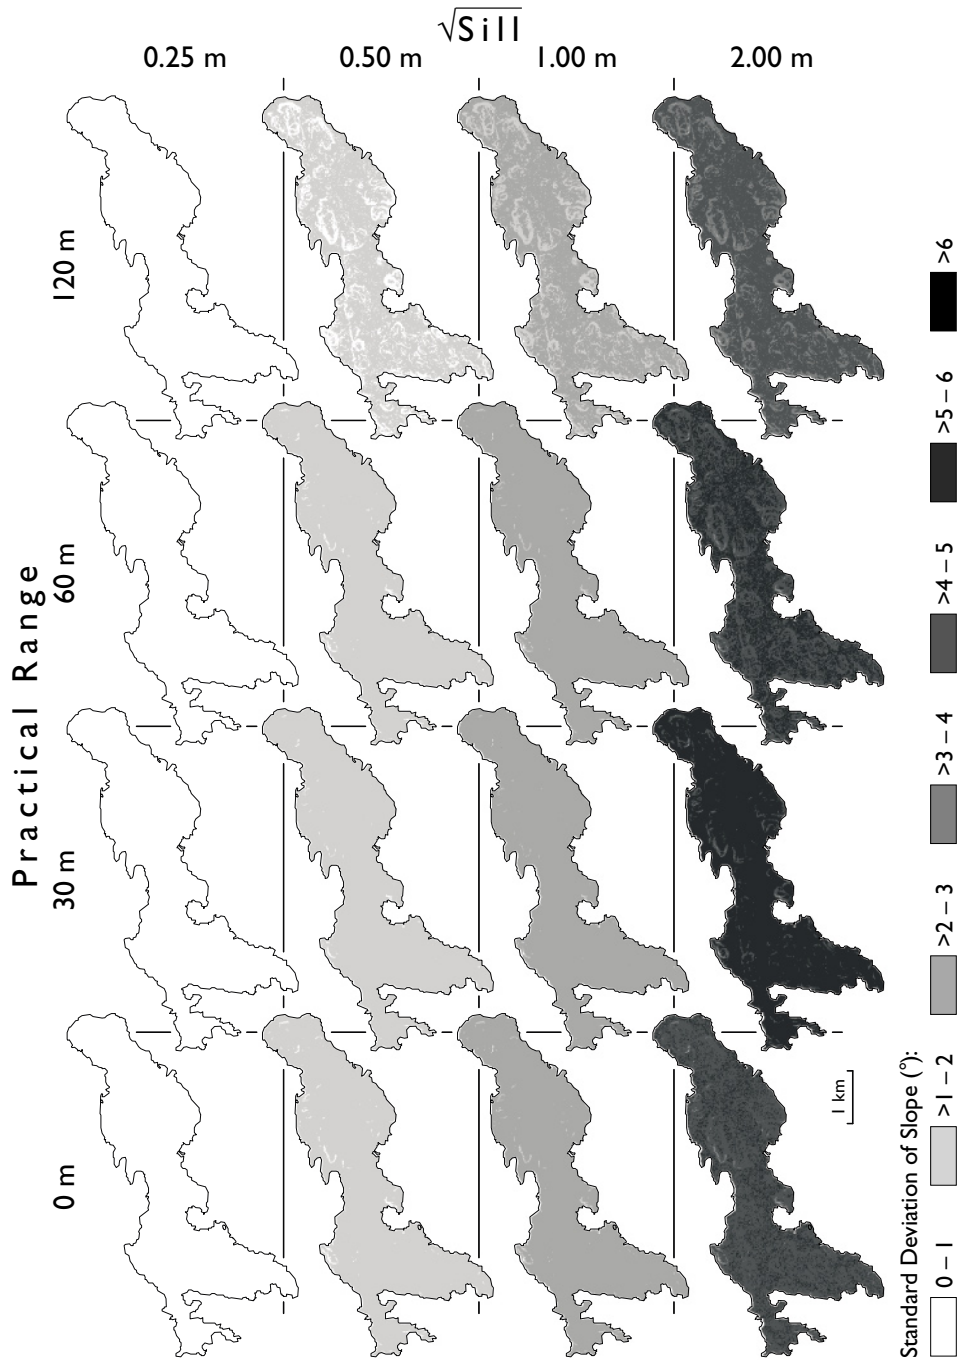 √Sill
0.25 m 0.50 m 1.00 m 2.00 m
Practical Range
0 m 30 m 60 m 120 m
1 km
Standard Deviation of Slope (°):
0 – 1 >1 – 2 >2 – 3 >3 – 4 >4 – 5 >5 – 6 >6